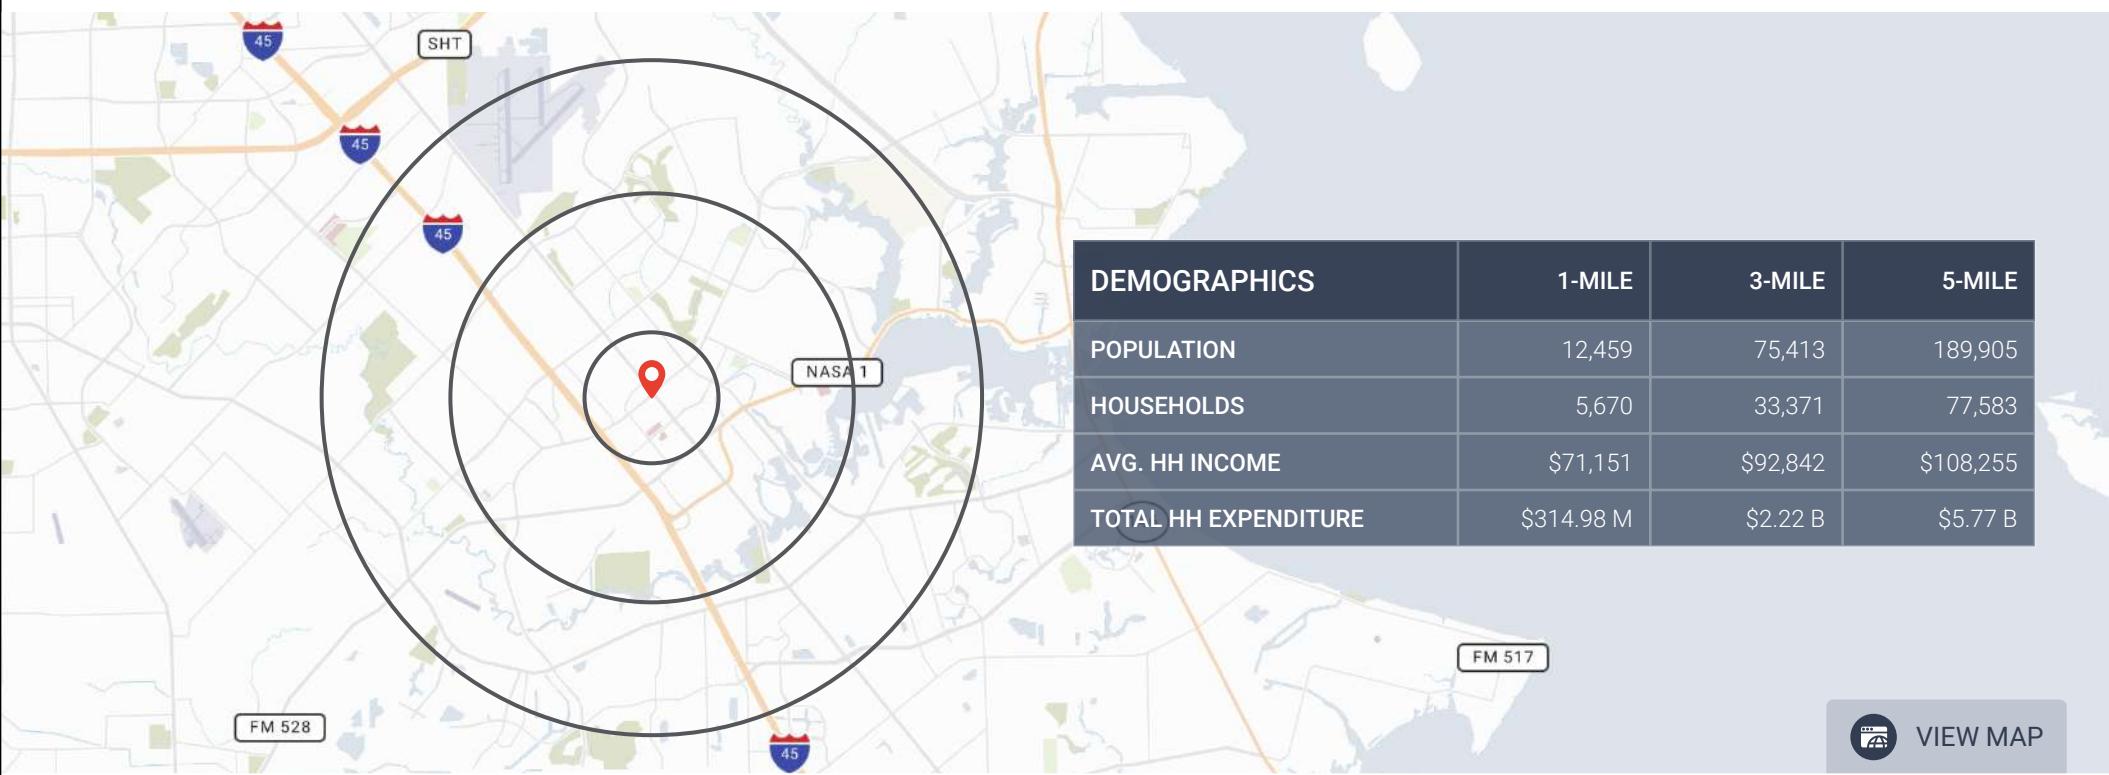 45
SHT
45
45
NASA 1
DEMOGRAPHICS 1-MILE 3-MILE 5-MILE
POPULATION 12,459 75,413 189,905
HOUSEHOLDS 5,670 33,371 77,583
AVG. HH INCOME $71,151 $92,842 $108,255
TOTAL HH EXPENDITURE $314.98 M $2.22 B $5.77 B
FM 517
FM 528
45
VIEW MAP